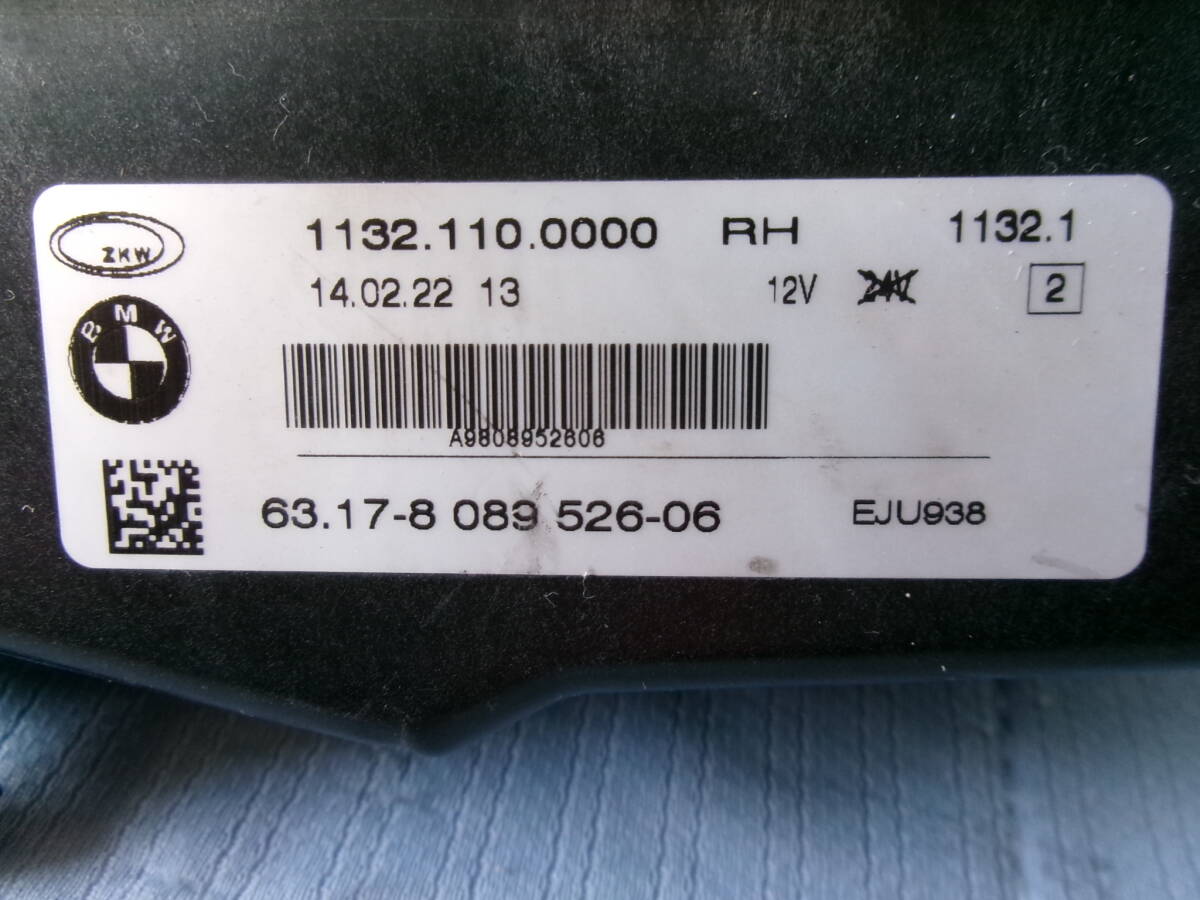 ZKW
1132.110.0000 RH 1132.1
14.02.22 13 12V 24V 2
BMW
A9808952606
63.17-8 089 526-06 EJU938